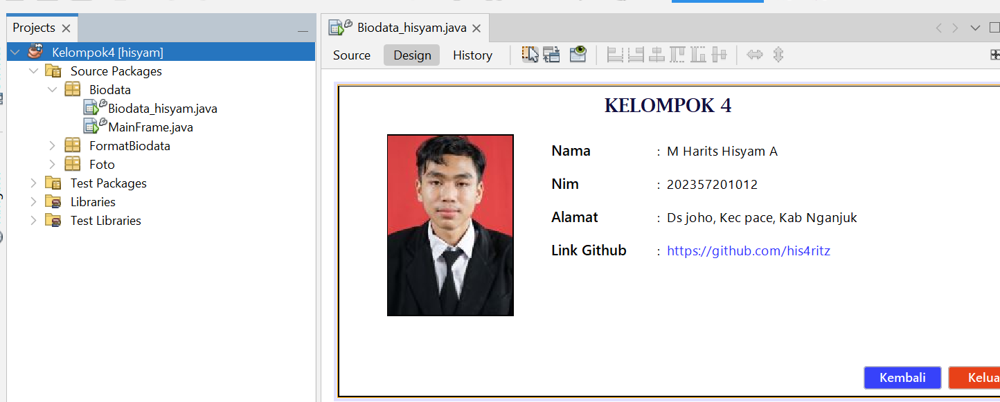 Projects
Kelompok4 [hisyam]
Source Packages
Biodata
Biodata_hisyam.java
MainFrame.java
FormatBiodata
Foto
Test Packages
Libraries
Test Libraries
Biodata_hisyam.java
Source Design History
KELOMPOK 4
Nama : M Harits Hisyam A
Nim : 202357201012
Alamat : Ds joho, Kec pace, Kab Nganjuk
Link Github : https://github.com/his4ritz
Kembali Kelua